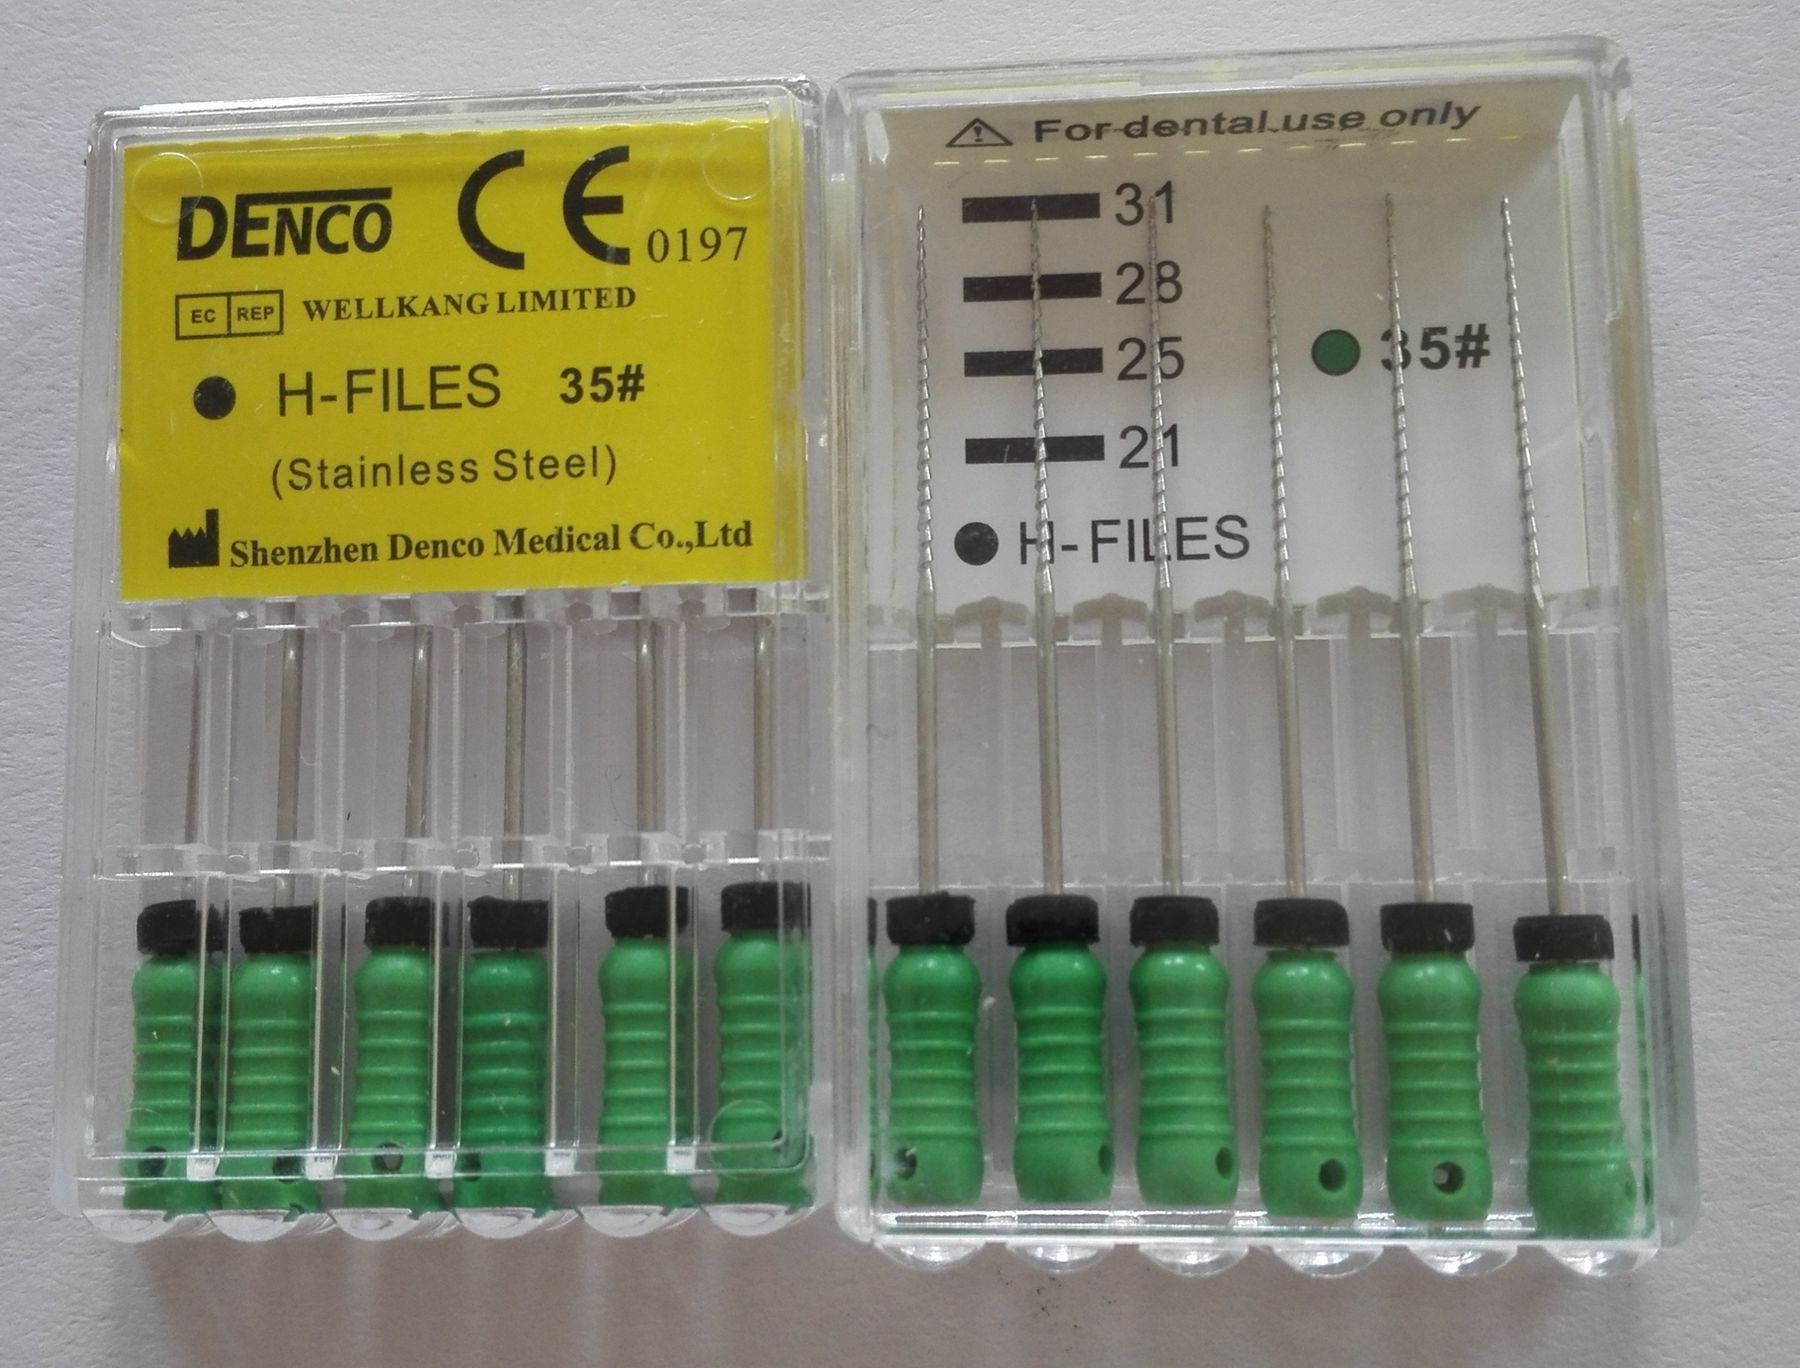 DENCO CE 0197
EC REP WELLKANG LIMITED
H-FILES 35#
(Stainless Steel)
Shenzhen Denco Medical Co.,Ltd
For dental use only
31
28
25
35#
21
H-FILES